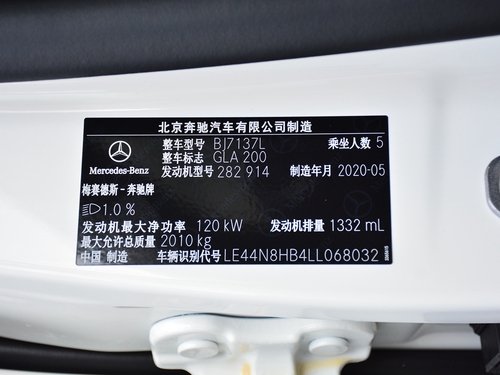 北京奔驰汽车有限公司制造
整车型号 BJ7137L 乘坐人数 5
整车标志 GLA 200
Mercedes-Benz 发动机型号 282 914 制造年月 2020-05
梅赛德斯-奔驰牌
1.0 %
发动机最大净功率 120 kW 发动机排量 1332 mL
最大允许总质量 2010 kg
中国 制造 车辆识别代号 LE44N8HB4LL068032